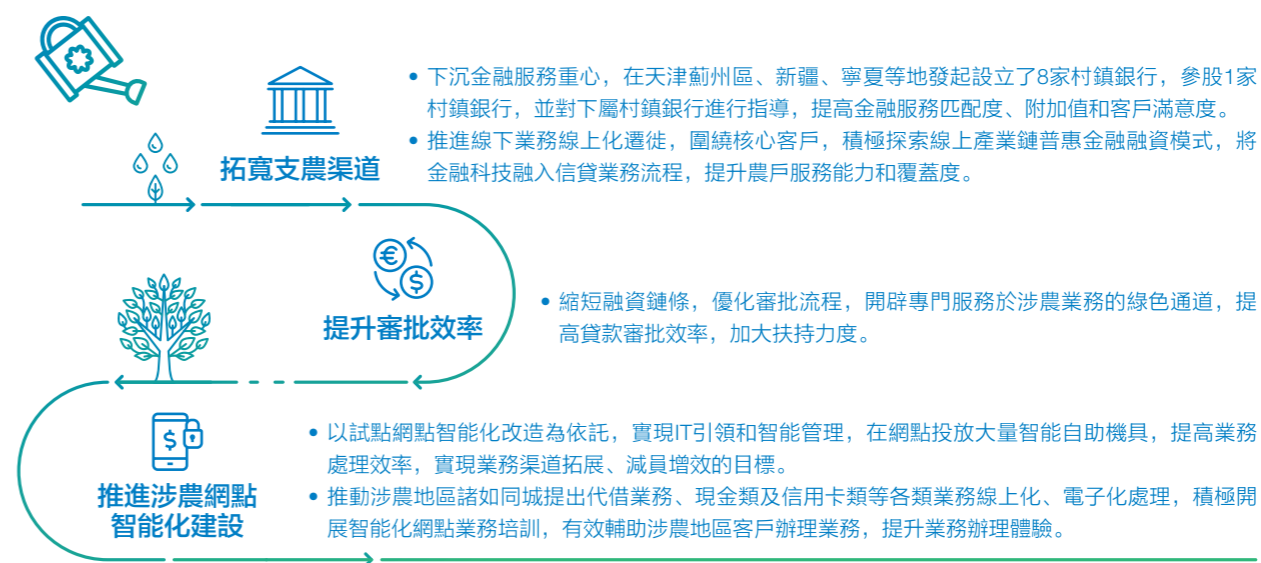 • 下沉金融服務重心，在天津薊州區、新疆、寧夏等地發起設立了8家村鎮銀行，參股1家
村鎮銀行，並對下屬村鎮銀行進行指導，提高金融服務匹配度、附加值和客戶滿意度。
• 推進線下業務線上化遷徙，圍繞核心客戶，積極探索線上產業鏈普惠金融融資模式，將
金融科技融入信貸業務流程，提升農戶服務能力和覆蓋度。
拓寬支農渠道
€
$
• 縮短融資鏈條，優化審批流程，開辟專門服務於涉農業務的綠色通道，提
高貸款審批效率，加大扶持力度。
提升審批效率
$
• 以試點網點智能化改造為依託，實現IT引領和智能管理，在網點投放大量智能自助機具，提高業務
處理效率，實現業務渠道拓展、減員增效的目標。
推進涉農網點
智能化建設
• 推動涉農地區諸如同城提出代借業務、現金類及信用卡類等各類業務線上化、電子化處理，積極開
展智能化網點業務培訓，有效輔助涉農地區客戶辦理業務，提升業務辦理體驗。